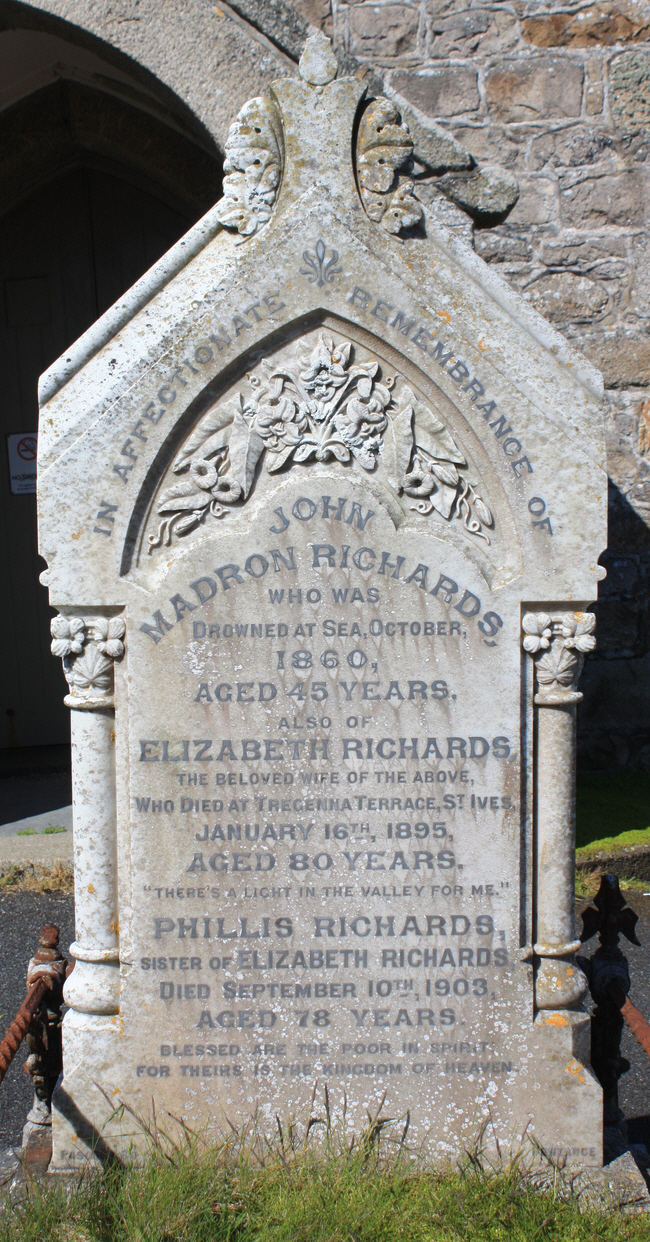 IN AFFECTIONATE REMEMBRANCE OF
JOHN
MADRON RICHARDS,
WHO WAS
DROWNED AT SEA, OCTOBER,
1860,
AGED 45 YEARS.
ALSO OF
ELIZABETH RICHARDS,
THE BELOVED WIFE OF THE ABOVE,
WHO DIED AT TREGENNA TERRACE, ST IVES,
JANUARY 16TH, 1895,
AGED 80 YEARS.
"THERE'S A LIGHT IN THE VALLEY FOR ME."
PHILLIS RICHARDS,
SISTER OF ELIZABETH RICHARDS
DIED SEPTEMBER 10TH, 1903,
AGED 78 YEARS.
BLESSED ARE THE POOR IN SPIRIT:
FOR THEIRS IS THE KINGDOM OF HEAVEN.